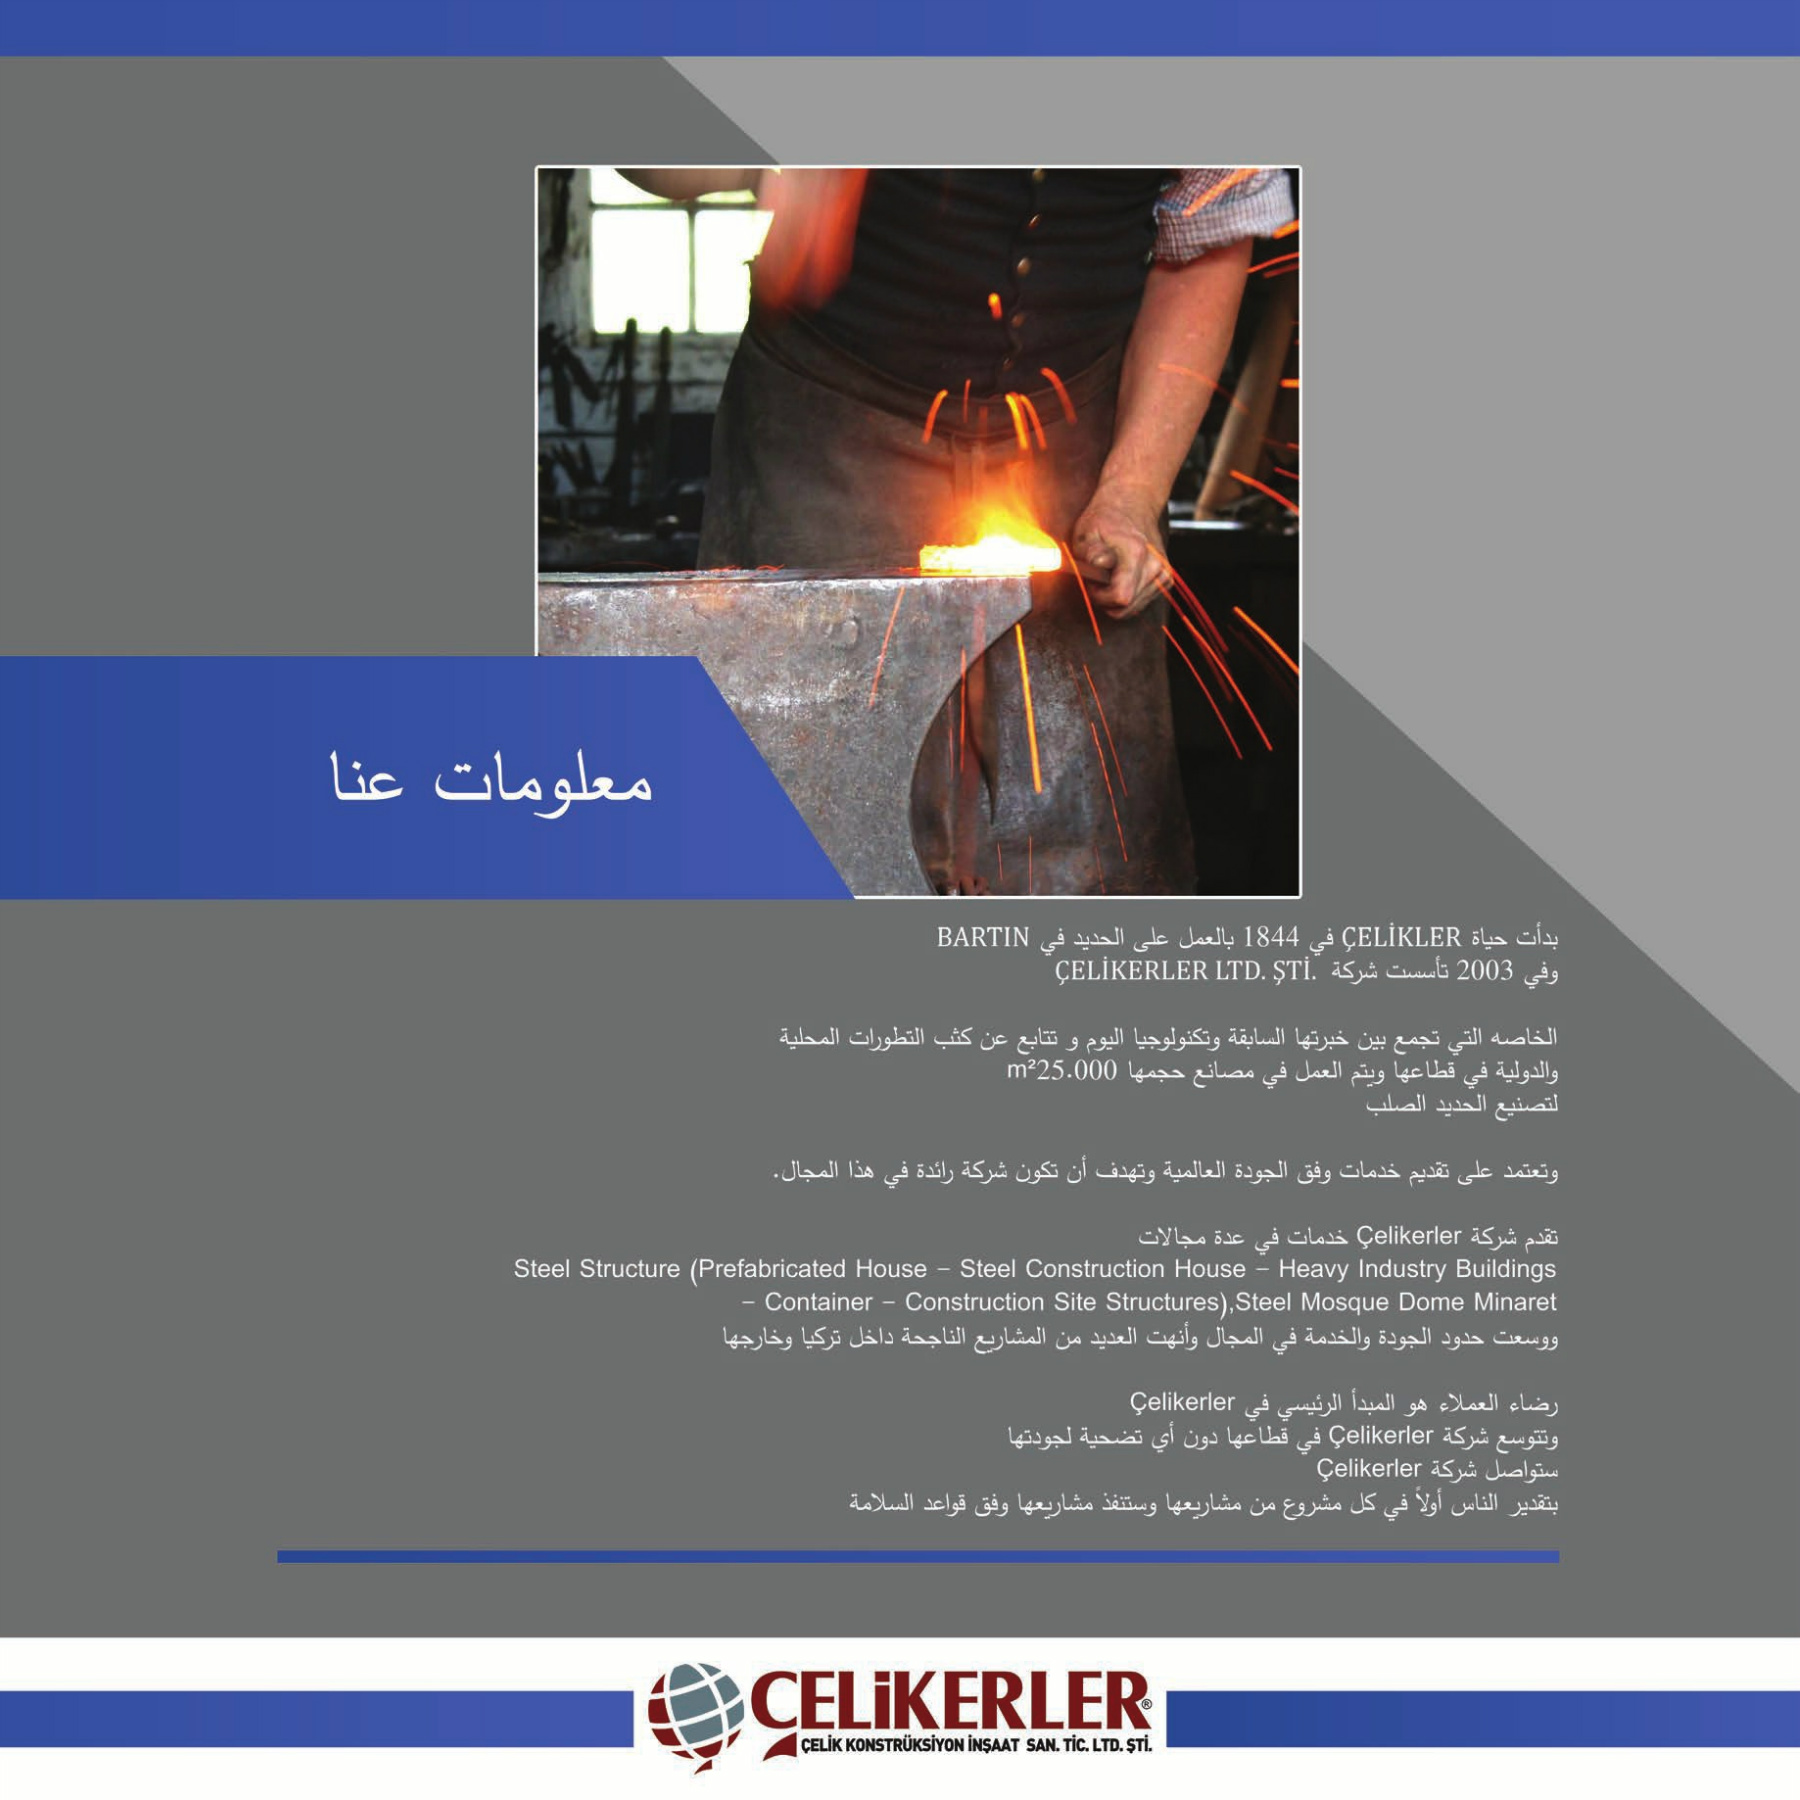 معلومات عنا
بدأت حياة ÇELİKLER في 1844 بالعمل على الحديد في BARTIN
وفي 2003 تأسست شركة ÇELİKERLER LTD. ŞTİ.
الخاصه التي تجمع بين خبرتها السابقة وتكنولوجيا اليوم و تتابع عن كثب التطورات المحلية
والدولية في قطاعها ويتم العمل في مصانع حجمها 25.000m²
لتصنيع الحديد الصلب
وتعتمد على تقديم خدمات وفق الجودة العالمية وتهدف أن تكون شركة رائدة في هذا المجال.
تقدم شركة Çelikerler خدمات في عدة مجالات
Steel Structure (Prefabricated House – Steel Construction House – Heavy Industry Buildings
– Container – Construction Site Structures),Steel Mosque Dome Minaret
ووسعت حدود الجودة والخدمة في المجال وأنهت العديد من المشاريع الناجحة داخل تركيا وخارجها
رضاء العملاء هو المبدأ الرئيسي في Çelikerler
وتتوسع شركة Çelikerler في قطاعها دون أي تضحية لجودتها
ستواصل شركة Çelikerler
بتقدير الناس أولاً في كل مشروع من مشاريعها وستنفذ مشاريعها وفق قواعد السلامة
ÇELiKERLER®
ÇELİK KONSTRÜKSİYON İNŞAAT SAN. TİC. LTD. ŞTİ.